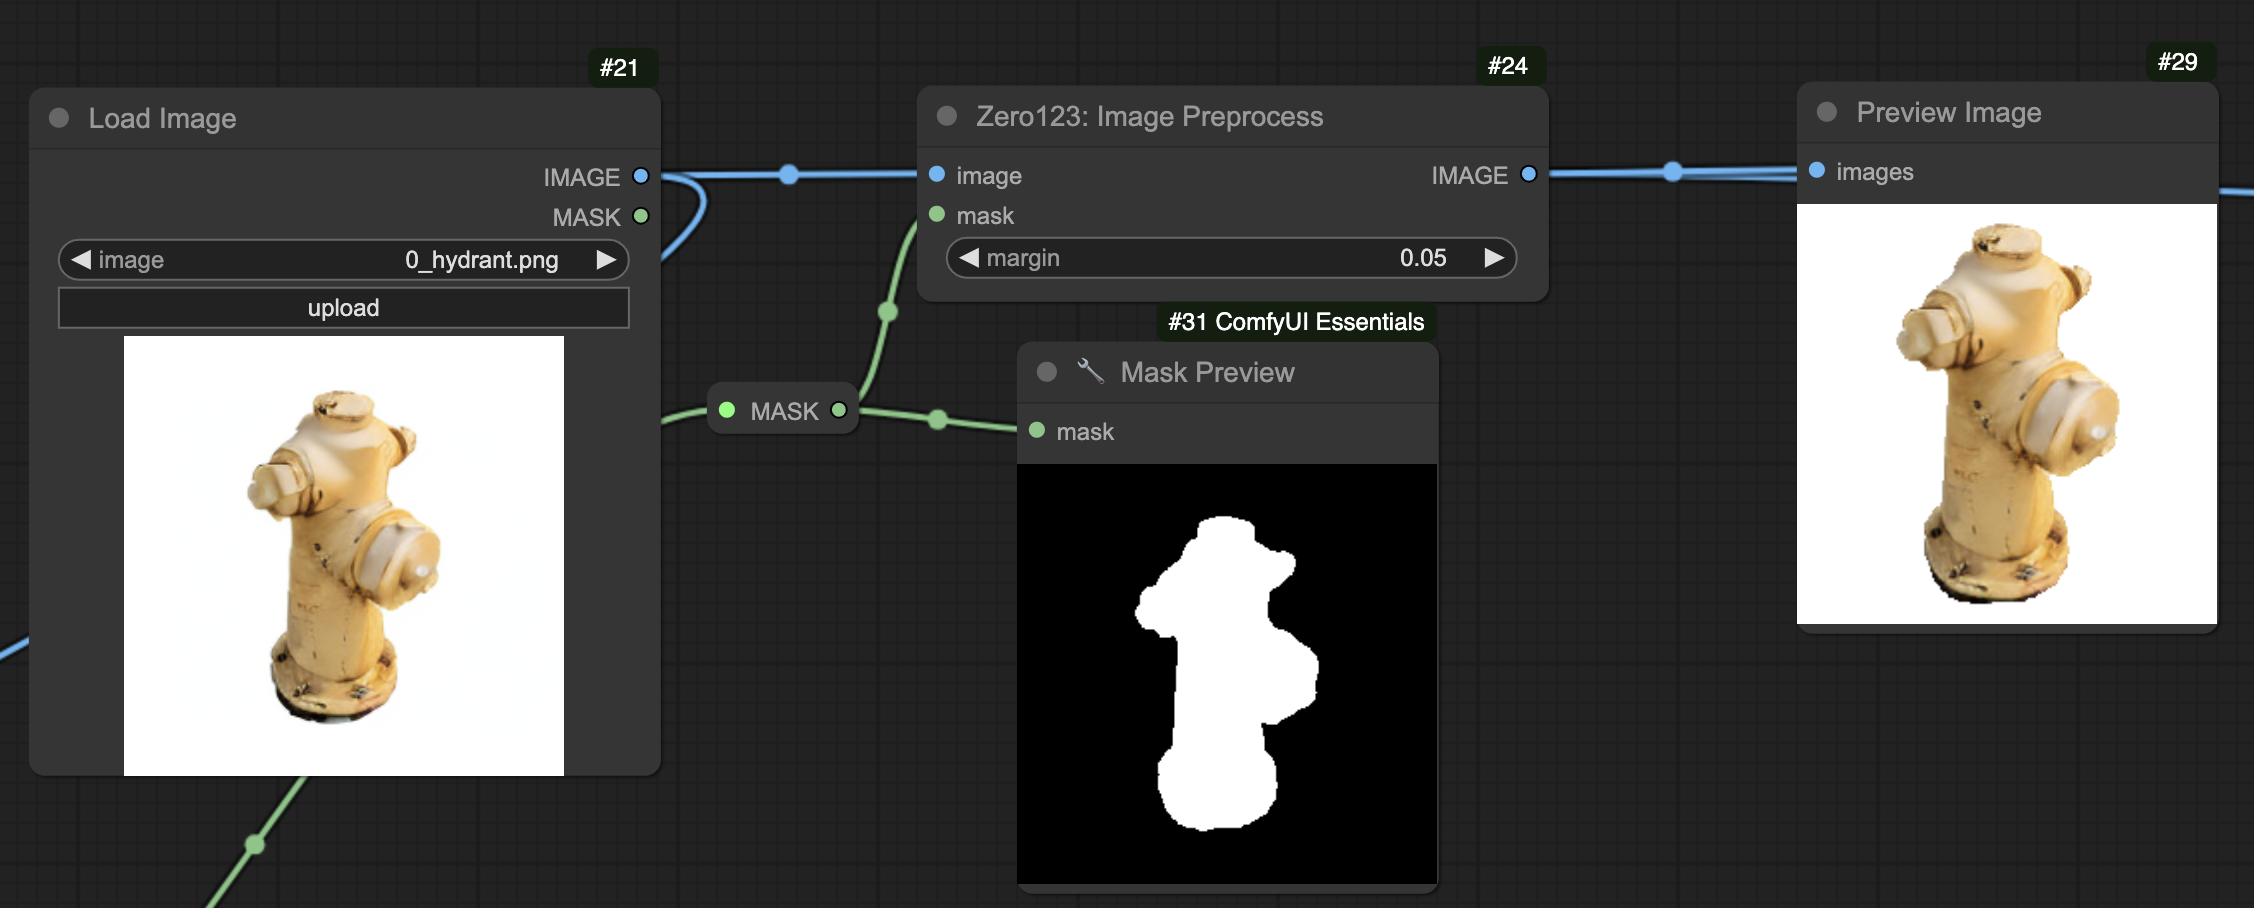 #21
Load Image
IMAGE
MASK
image 0_hydrant.png
upload
#24
Zero123: Image Preprocess
image IMAGE
mask
margin 0.05
MASK
#31 ComfyUI Essentials
Mask Preview
mask
#29
Preview Image
images